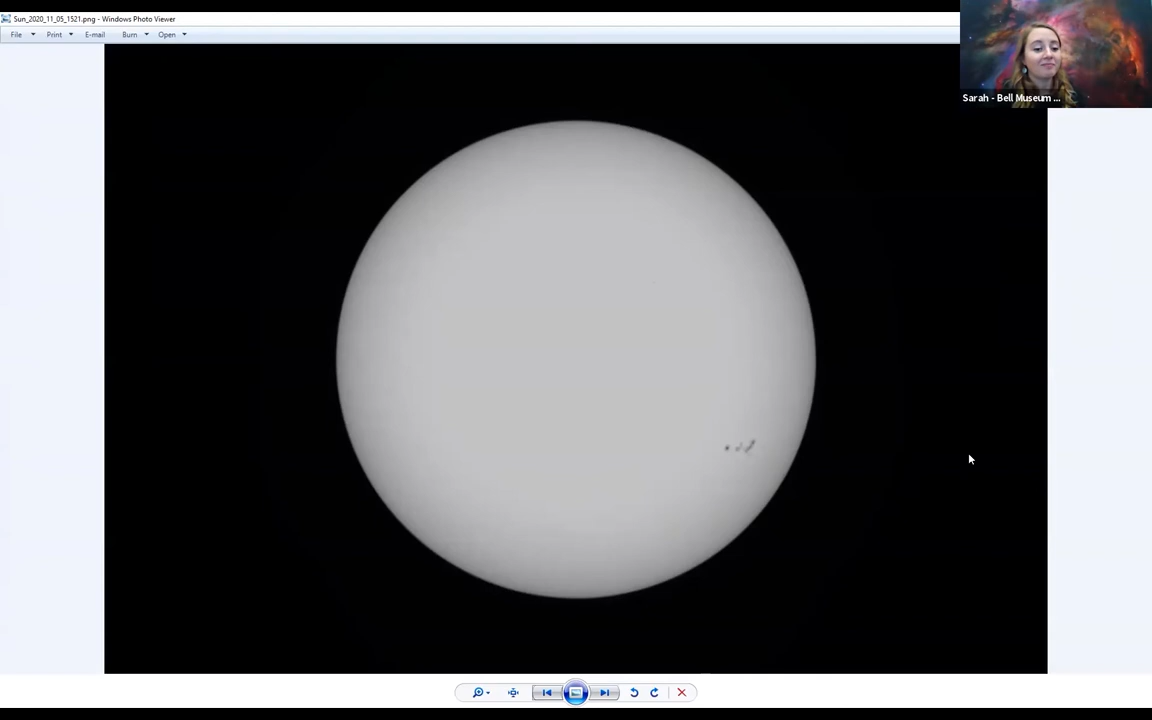 Sun_2020_11_05_1521.png - Windows Photo Viewer
File Print E-mail Burn Open
Sarah - Bell Museum ...